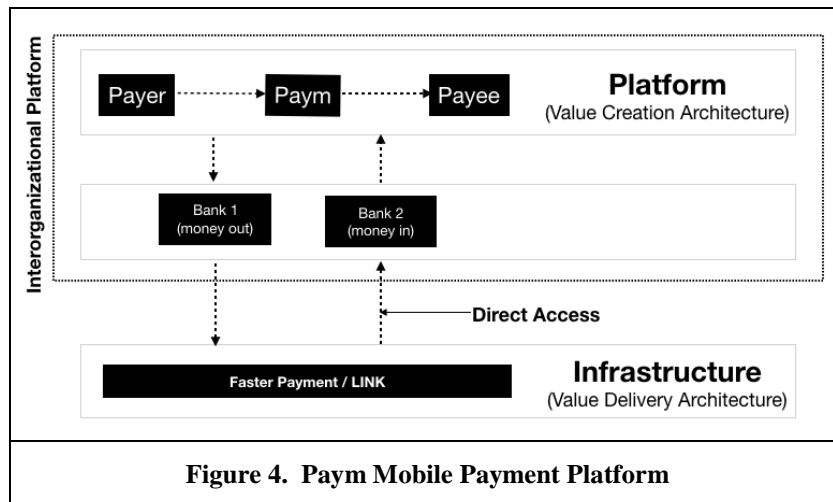 Interorganizational Platform
Payer
Paym
Payee
Platform
(Value Creation Architecture)
Bank 1
(money out)
Bank 2
(money in)
Direct Access
Faster Payment / LINK
Infrastructure
(Value Delivery Architecture)
Figure 4.  Paym Mobile Payment Platform